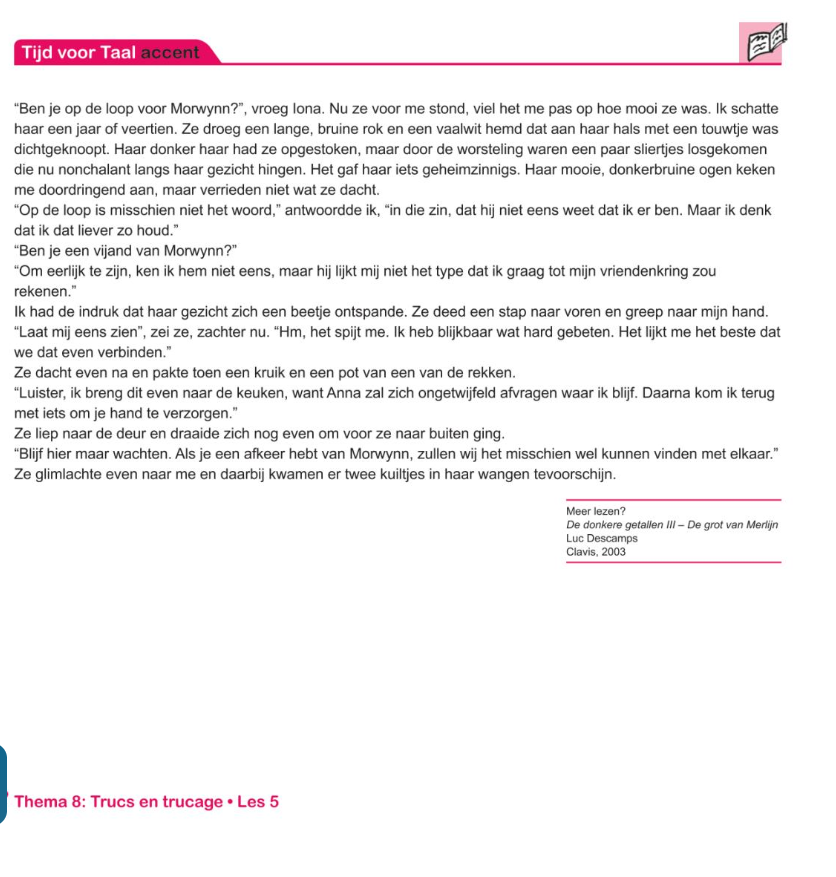 Tijd voor Taal accent
“Ben je op de loop voor Morwynn?”, vroeg Iona. Nu ze voor me stond, viel het me pas op hoe mooi ze was. Ik schatte
haar een jaar of veertien. Ze droeg een lange, bruine rok en een vaalwit hemd dat aan haar hals met een touwtje was
dichtgeknoopt. Haar donker haar had ze opgestoken, maar door de worsteling waren een paar sliertjes losgekomen
die nu nonchalant langs haar gezicht hingen. Het gaf haar iets geheimzinnigs. Haar mooie, donkerbruine ogen keken
me doordringend aan, maar verrieden niet wat ze dacht.
“Op de loop is misschien niet het woord,” antwoordde ik, “in die zin, dat hij niet eens weet dat ik er ben. Maar ik denk
dat ik dat liever zo houd.”
“Ben je een vijand van Morwynn?”
“Om eerlijk te zijn, ken ik hem niet eens, maar hij lijkt mij niet het type dat ik graag tot mijn vriendenkring zou
rekenen.”
Ik had de indruk dat haar gezicht zich een beetje ontspande. Ze deed een stap naar voren en greep naar mijn hand.
“Laat mij eens zien”, zei ze, zachter nu. “Hm, het spijt me. Ik heb blijkbaar wat hard gebeten. Het lijkt me het beste dat
we dat even verbinden.”
Ze dacht even na en pakte toen een kruik en een pot van een van de rekken.
“Luister, ik breng dit even naar de keuken, want Anna zal zich ongetwijfeld afvragen waar ik blijf. Daarna kom ik terug
met iets om je hand te verzorgen.”
Ze liep naar de deur en draaide zich nog even om voor ze naar buiten ging.
“Blijf hier maar wachten. Als je een afkeer hebt van Morwynn, zullen wij het misschien wel kunnen vinden met elkaar.”
Ze glimlachte even naar me en daarbij kwamen er twee kuiltjes in haar wangen tevoorschijn.
Meer lezen?
De donkere getallen III – De grot van Merlijn
Luc Descamps
Clavis, 2003
Thema 8: Trucs en trucage • Les 5